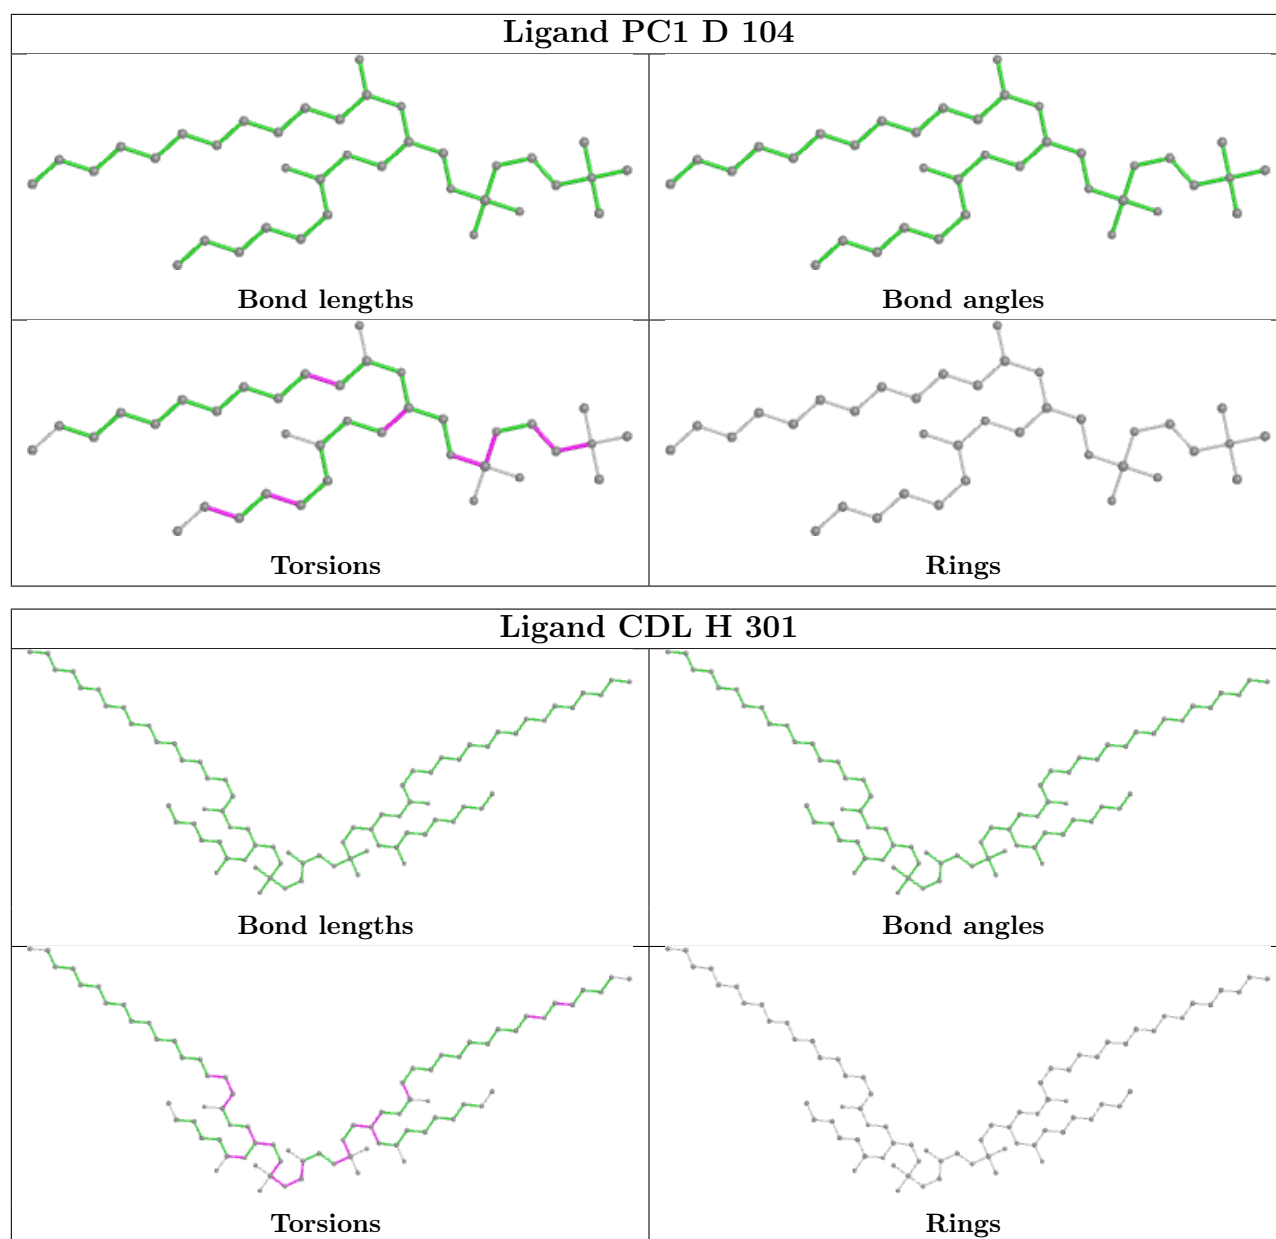 Ligand PC1 D 104
Bond lengths
Bond angles
Torsions
Rings
Ligand CDL H 301
Bond lengths
Bond angles
Torsions
Rings